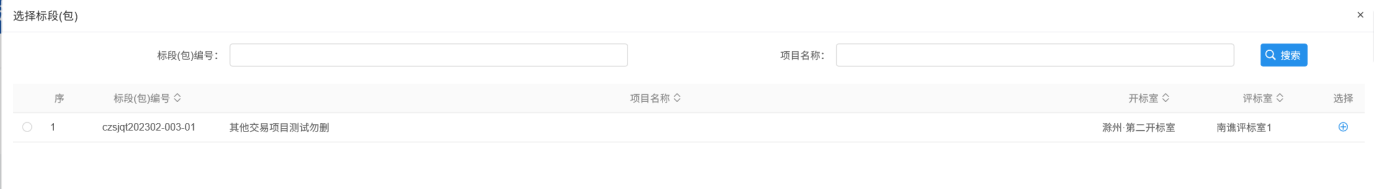 选择标段(包)
×
标段(包)编号：
项目名称：
搜索
序 标段(包)编号 项目名称 开标室 评标室 选择
1 czsjqt202302-003-01 其他交易项目测试勿删 滁州·第二开标室 南谯评标室1